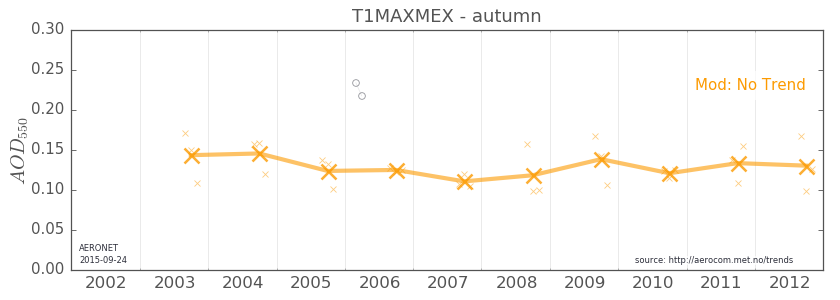 T1MAXMEX - autumn
0.30
0.25
0.20
0.15
0.10
0.05
0.00
AOD550
Mod: No Trend
AERONET
2015-09-24
source: http://aerocom.met.no/trends
2002 2003 2004 2005 2006 2007 2008 2009 2010 2011 2012